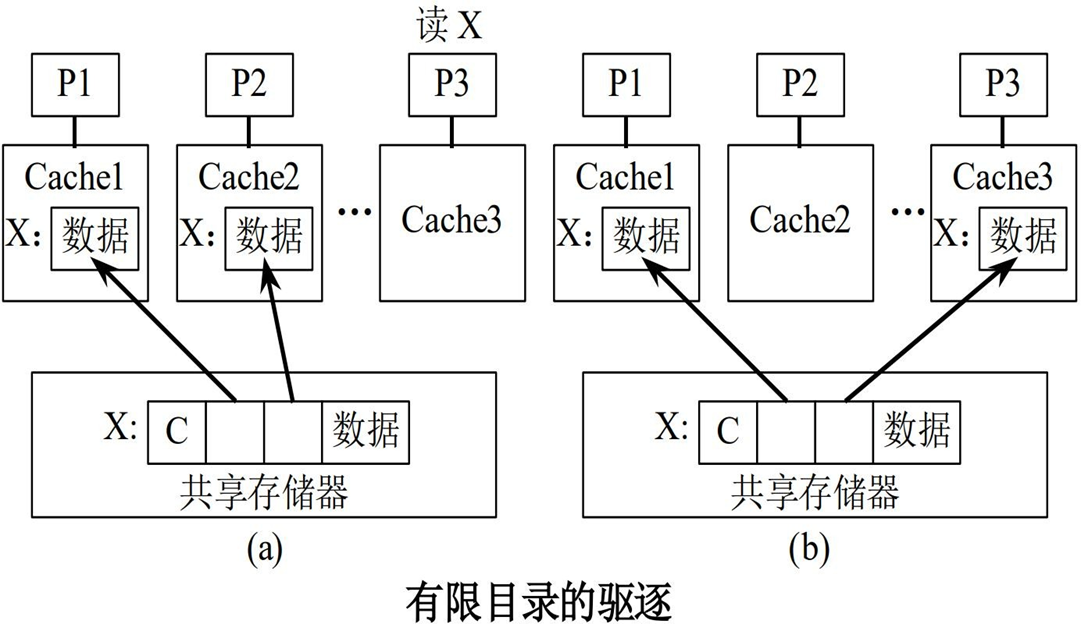 读 X
P1 P2 P3 P1 P2 P3
Cache1 Cache2 Cache3 Cache1 Cache2 Cache3
X: 数据 X: 数据 … X: 数据 … X: 数据
X: C 数据 X: C 数据
共享存储器 共享存储器
(a) (b)
有限目录的驱逐